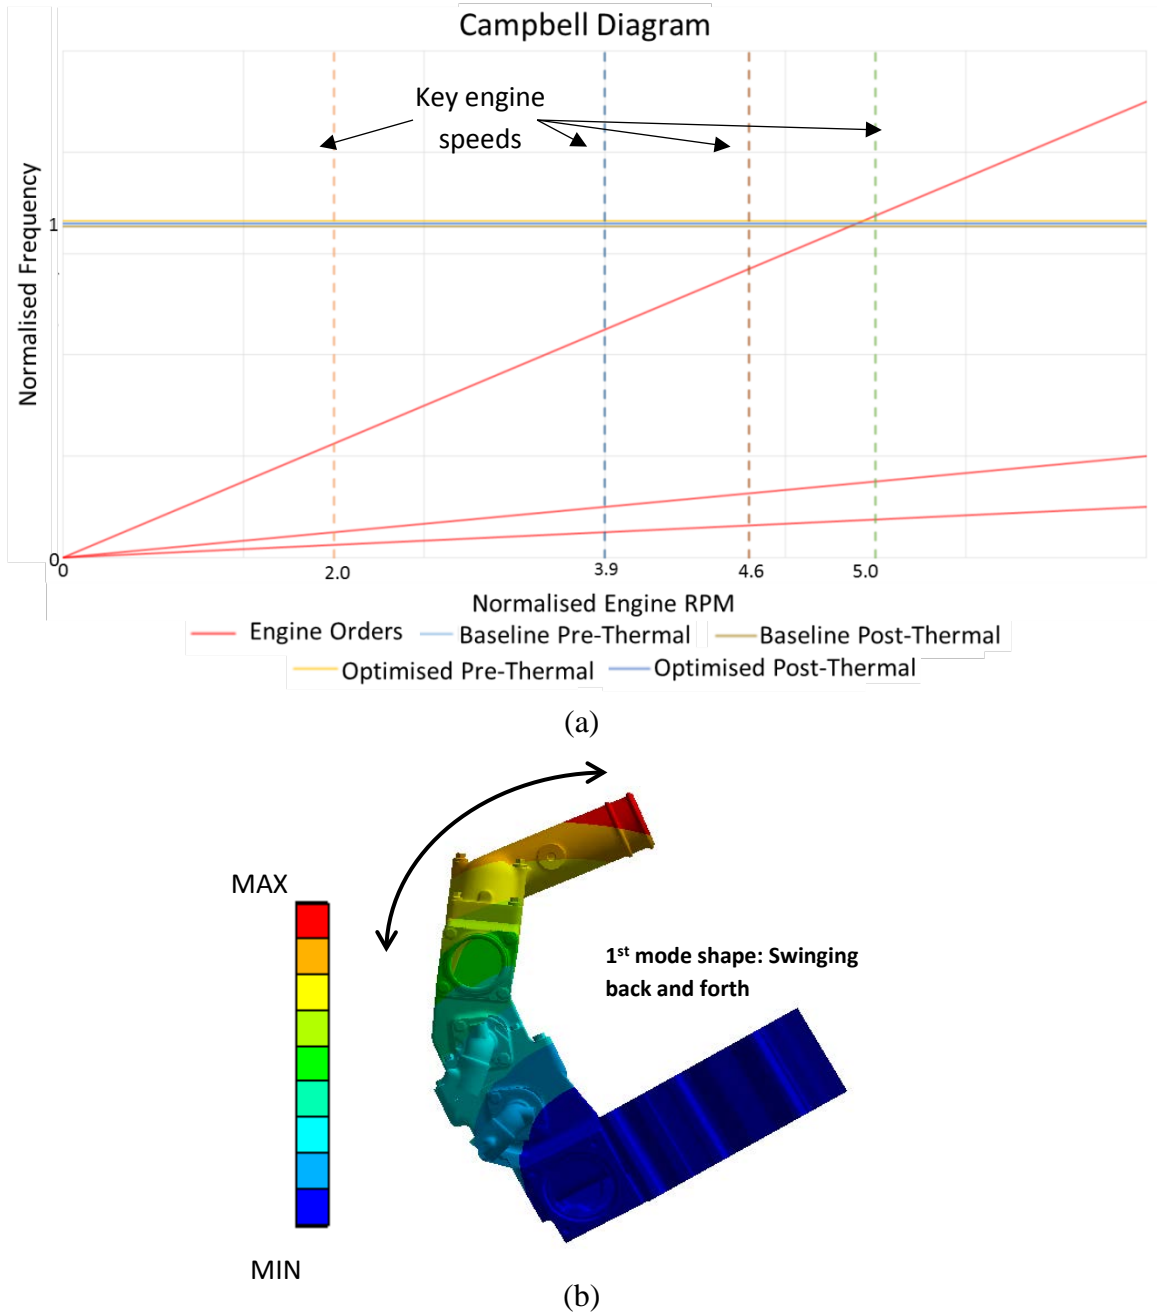 Campbell Diagram
Key engine
speeds
Normalised Frequency
1
0
0
2.0
3.9
4.6
5.0
Normalised Engine RPM
Engine Orders
Baseline Pre-Thermal
Baseline Post-Thermal
Optimised Pre-Thermal
Optimised Post-Thermal
(a)
MAX
1st mode shape: Swinging
back and forth
MIN
(b)